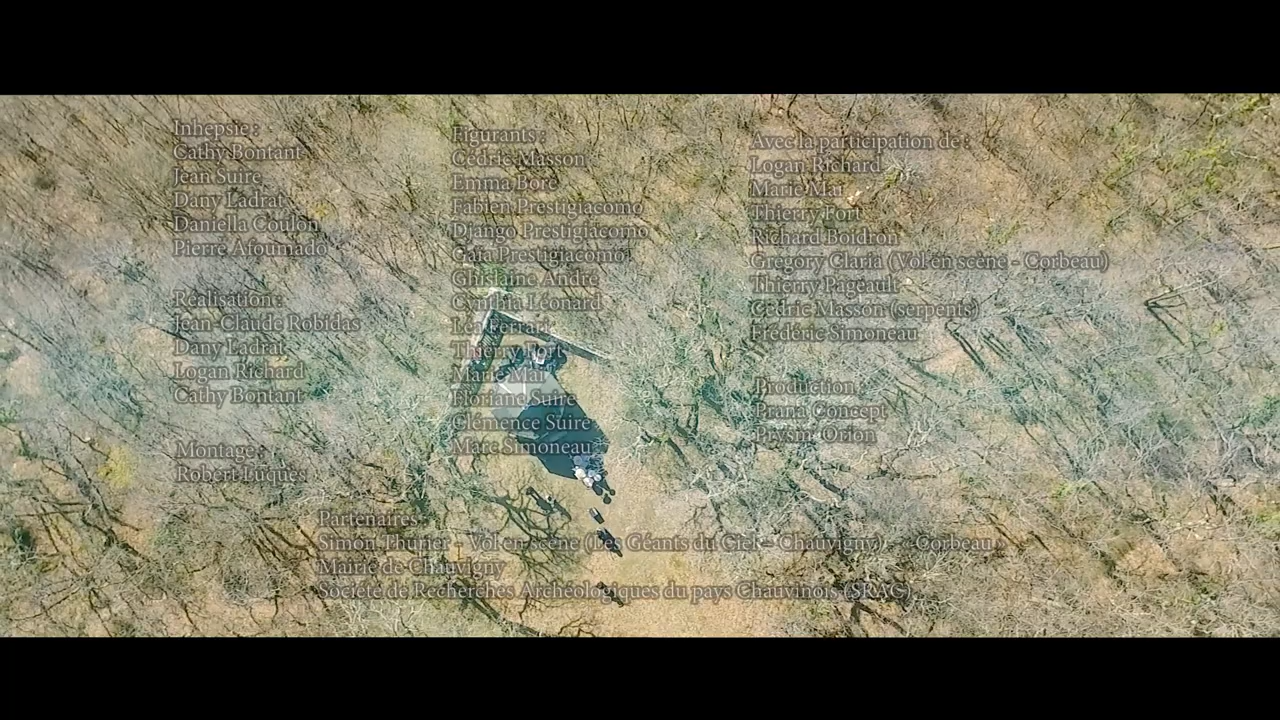 Inhepsie :
Cathy Bontant
Jean Suire
Dany Ladrat
Daniella Coulon
Pierre Afoumado
Réalisation :
Jean-Claude Robidas
Dany Ladrat
Logan Richard
Cathy Bontant
Montage :
Robert Luquès
Figurants :
Cédric Masson
Emma Bore
Fabien Prestigiacomo
Django Prestigiacomo
Gaïa Prestigiacomo
Ghislaine André
Cynthia Léonard
Léa Ferrari
Thierry Fort
Marie Mai
Floriane Suire
Clémence Suire
Marc Simoneau
Avec la participation de :
Logan Richard
Marie Mai
Thierry Fort
Richard Boidron
Gregory Claria (Vol en scène - Corbeau)
Thierry Pageault
Cédric Masson (serpents)
Frédéric Simoneau
Production :
Prana Concept
Prysm Orion
Partenaires :
Simon Thurier - Vol en scène (Les Géants du Ciel – Chauvigny) Corbeau
Mairie de Chauvigny
Société de Recherches Archéologiques du pays Chauvinois (SRAC)